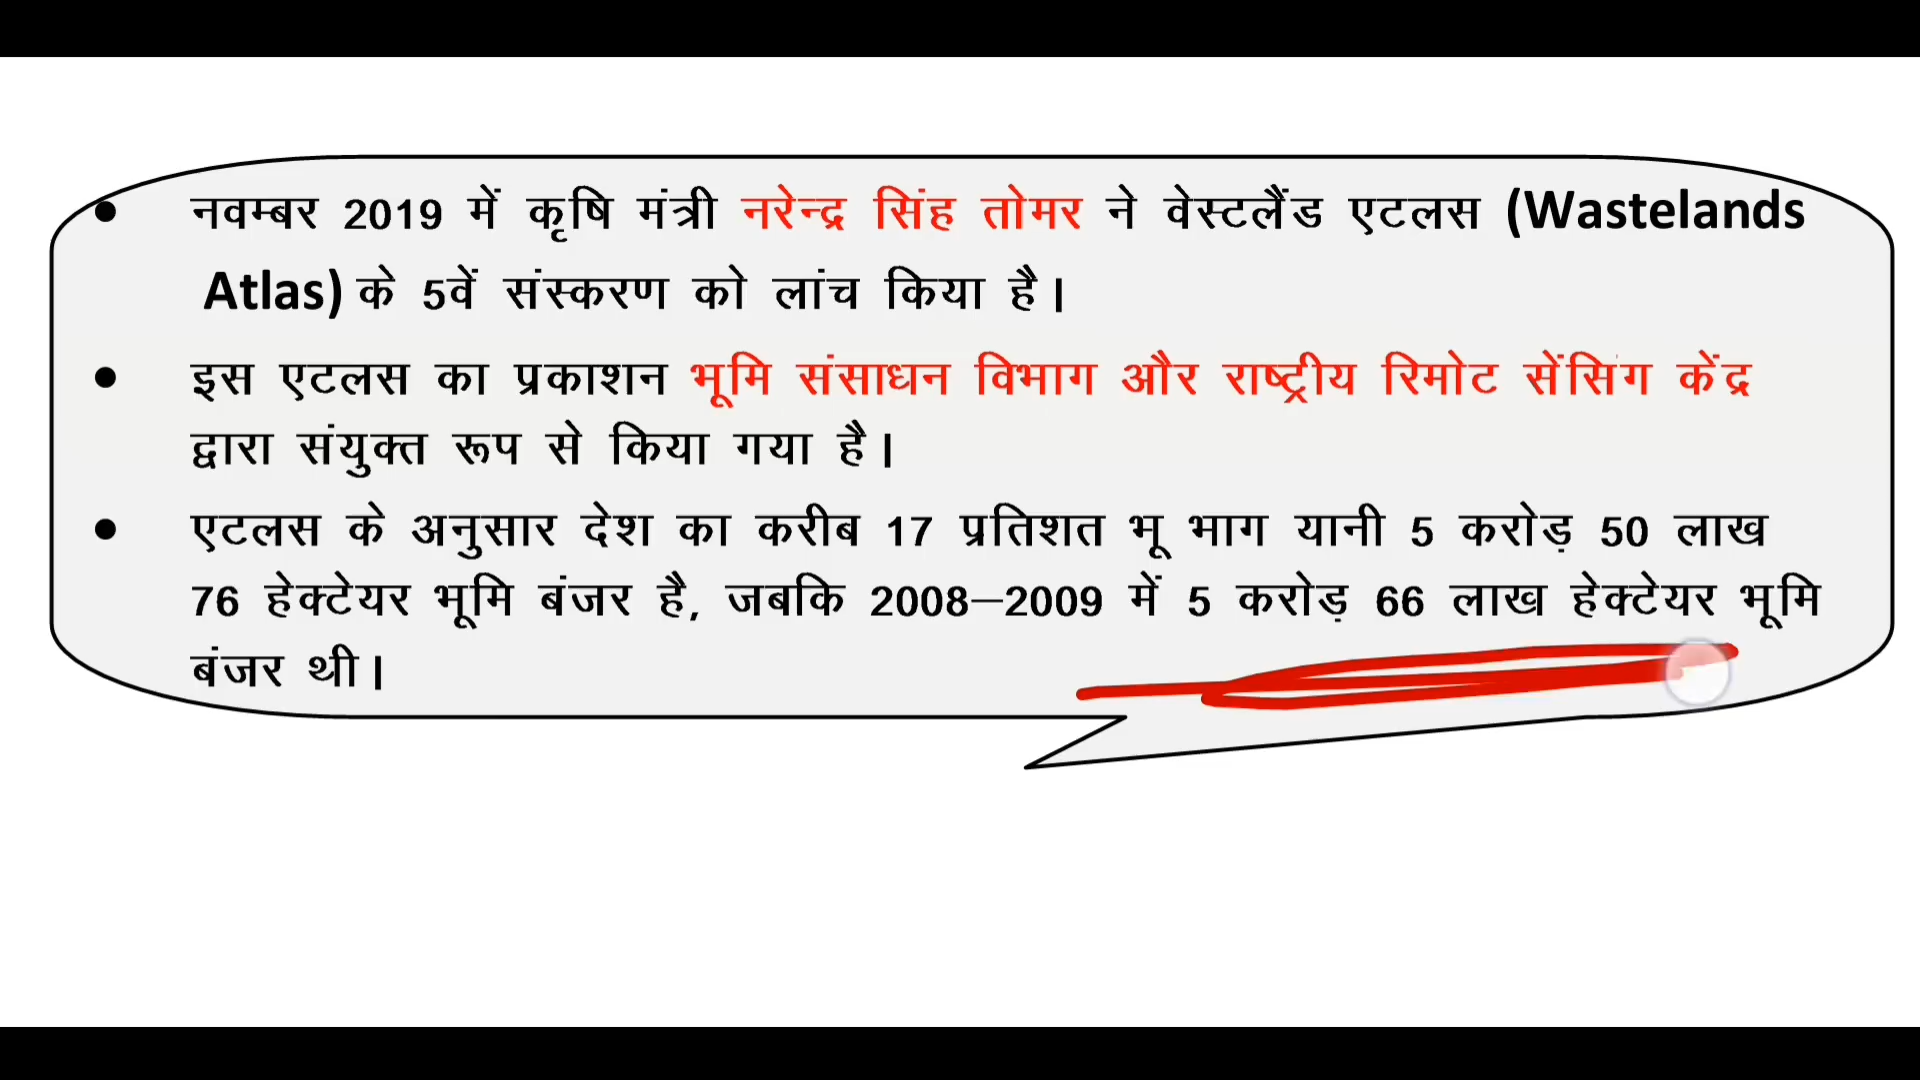 नवम्बर 2019 में कृषि मंत्री नरेन्द्र सिंह तोमर ने वेस्टलैंड एटलस (Wastelands
Atlas) के 5वें संस्करण को लांच किया है।
इस एटलस का प्रकाशन भूमि संसाधन विभाग और राष्ट्रीय रिमोट सेंसिंग केंद्र
द्वारा संयुक्त रूप से किया गया है।
एटलस के अनुसार देश का करीब 17 प्रतिशत भू भाग यानी 5 करोड़ 50 लाख
76 हेक्टेयर भूमि बंजर है, जबकि 2008–2009 में 5 करोड़ 66 लाख हेक्टेयर भूमि
बंजर थी।